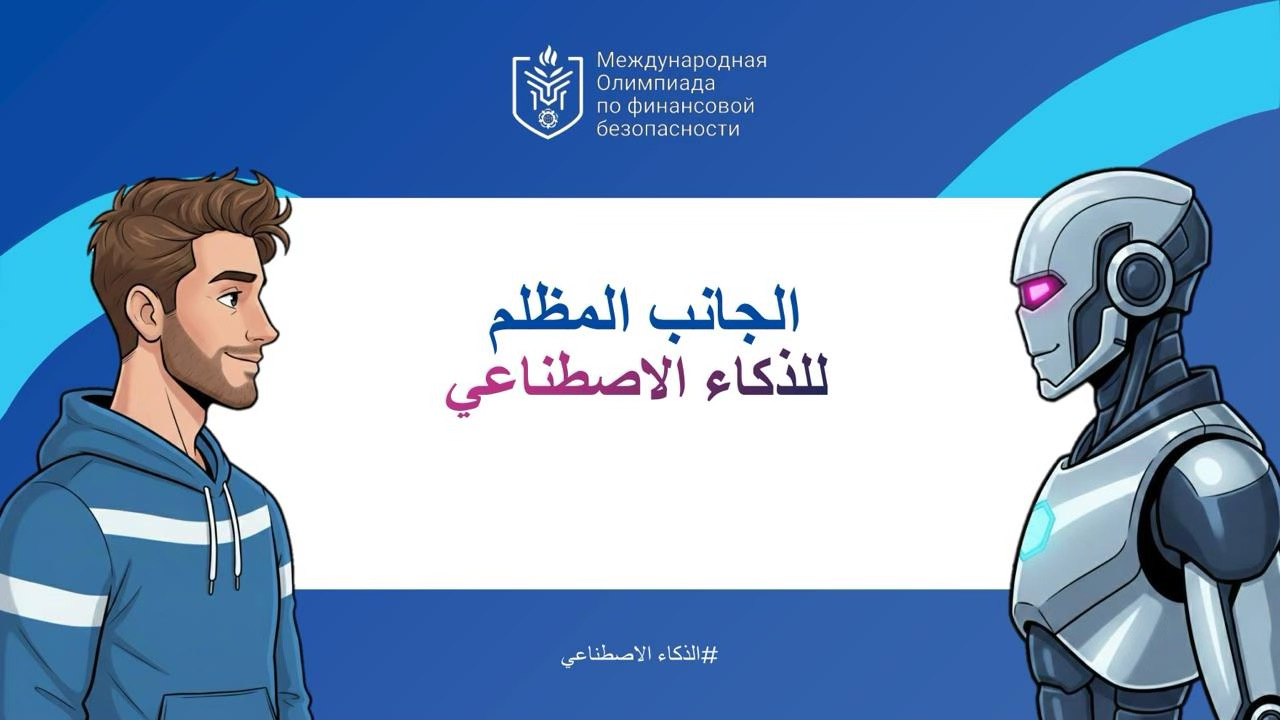 Международная
Олимпиада
по финансовой
безопасности
الجانب المظلم
للذكاء الاصطناعي
#الذكاء الاصطناعي